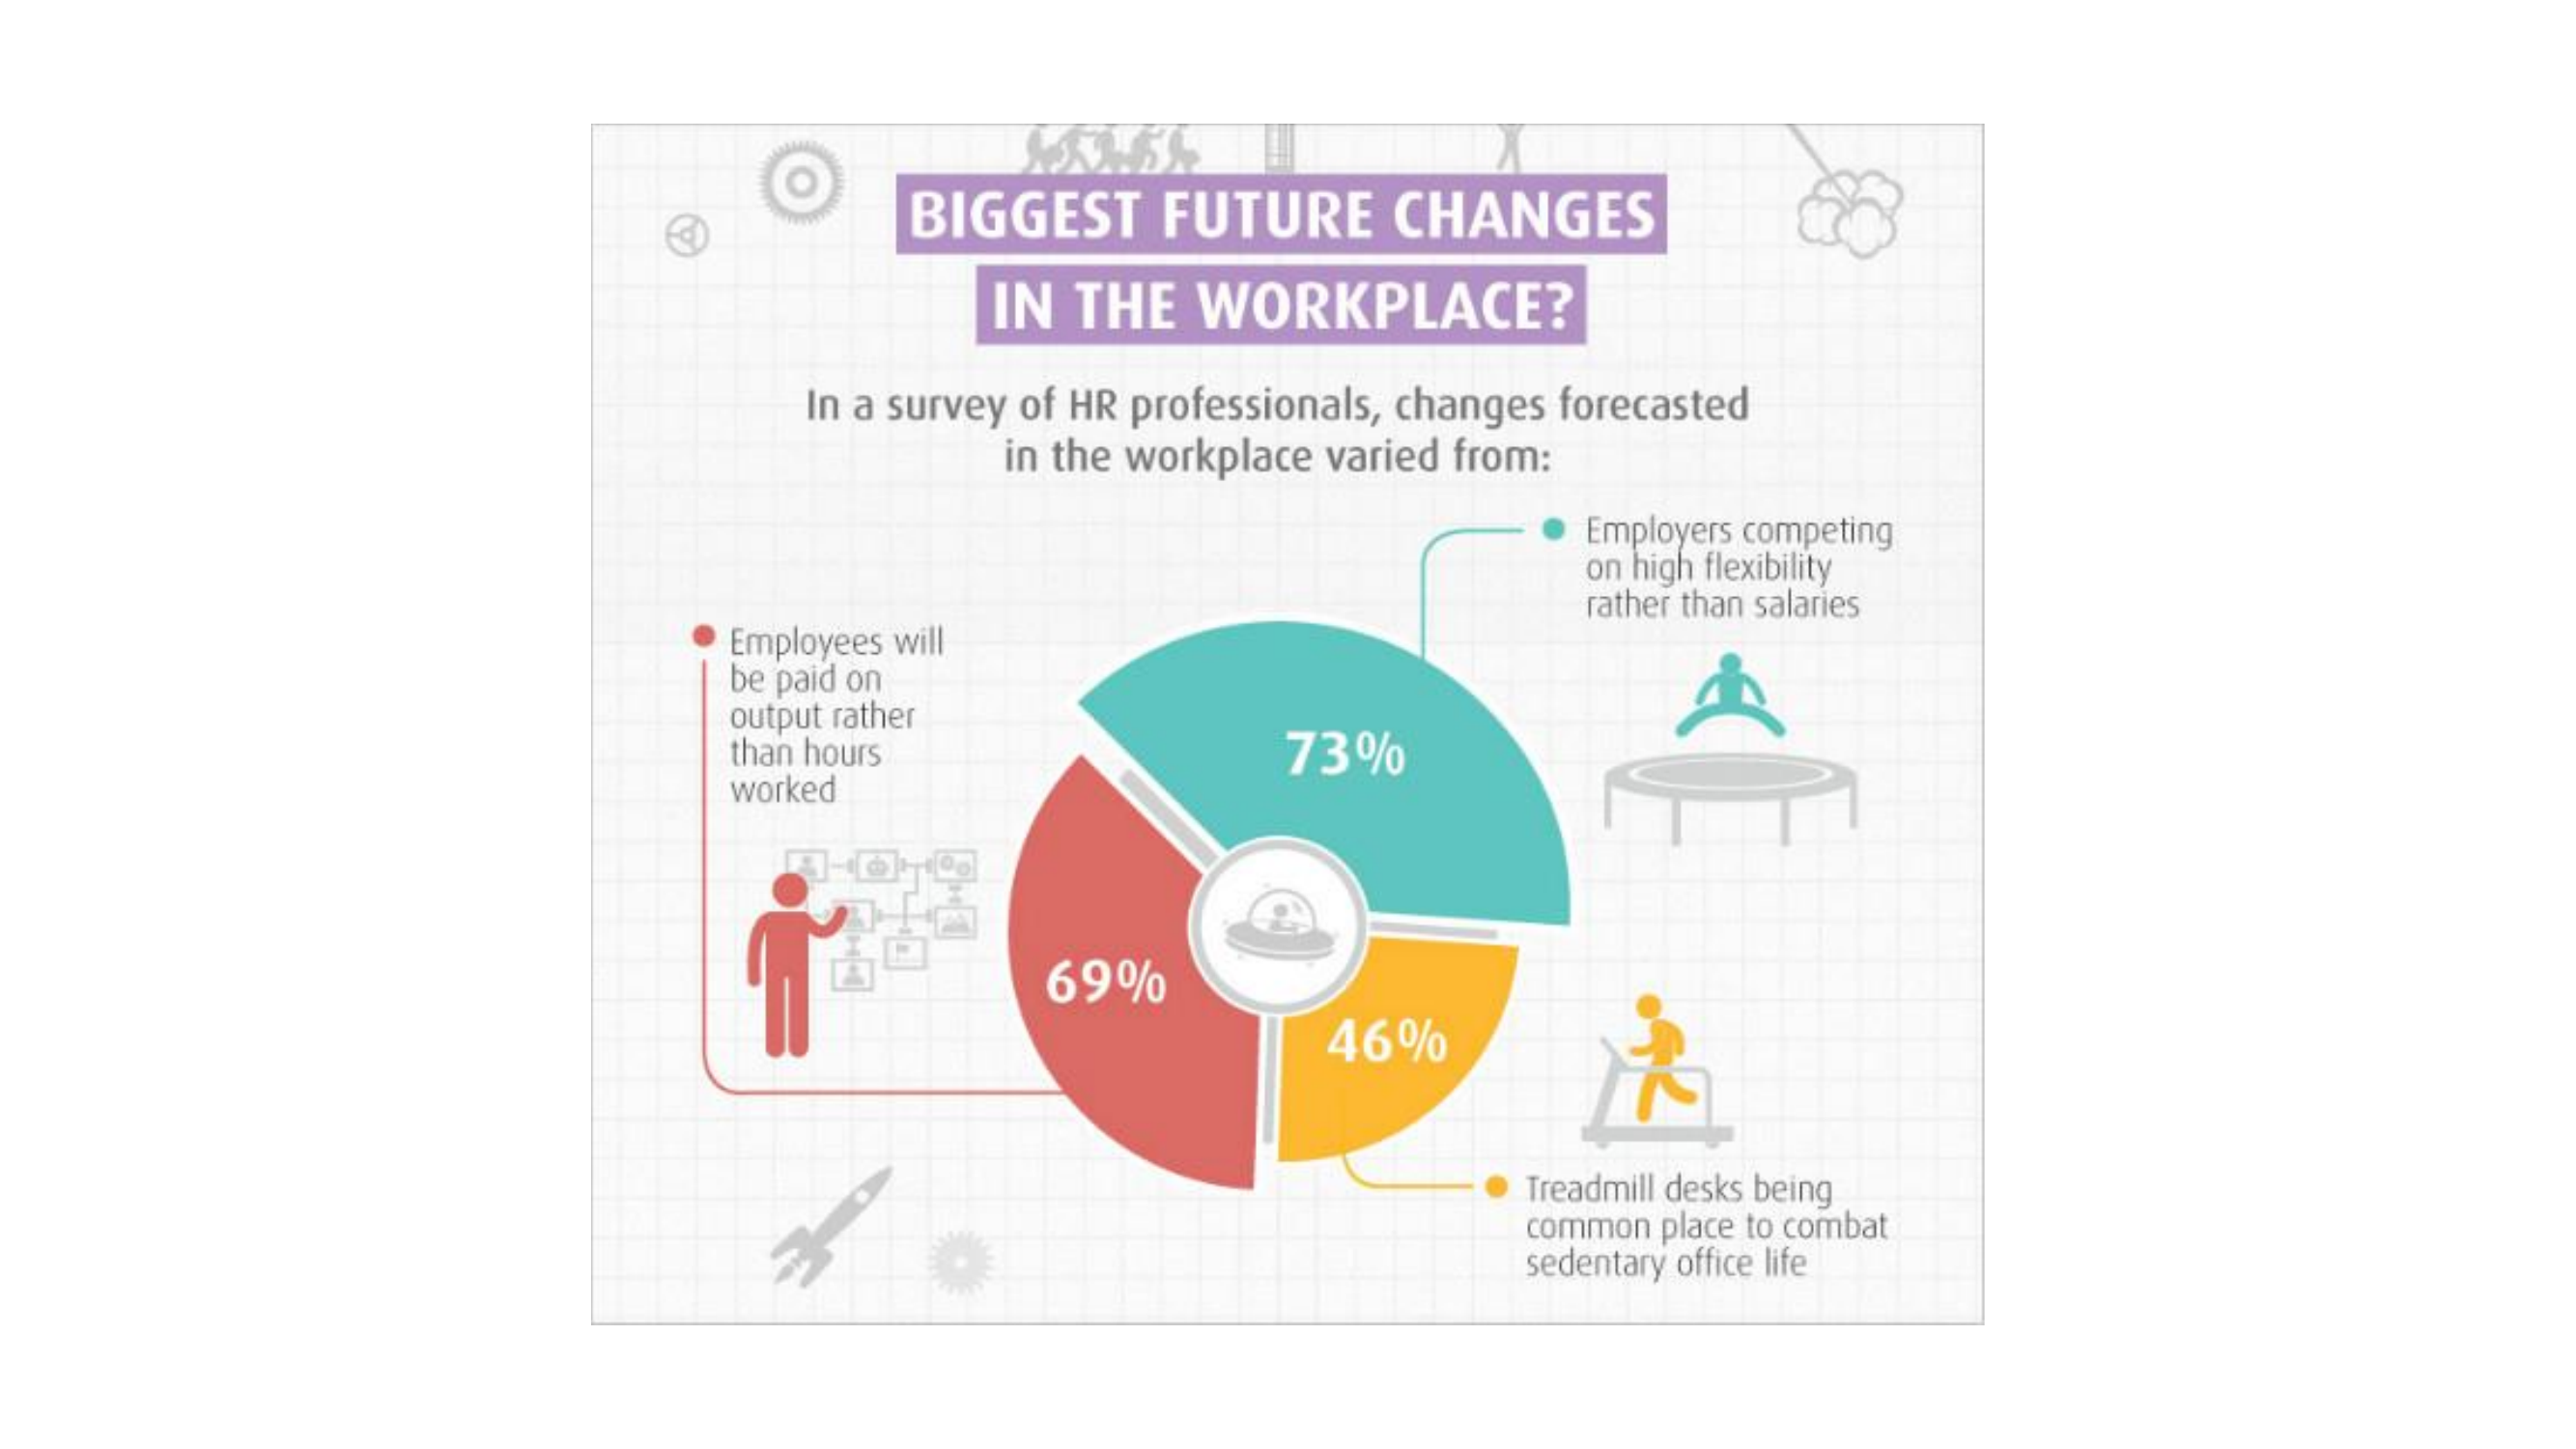 BIGGEST FUTURE CHANGES
IN THE WORKPLACE?
In a survey of HR professionals, changes forecasted
in the workplace varied from:
Employers competing
on high flexibility
rather than salaries
Employees will
be paid on
output rather
than hours
worked
73%
69%
46%
Treadmill desks being
common place to combat
sedentary office life